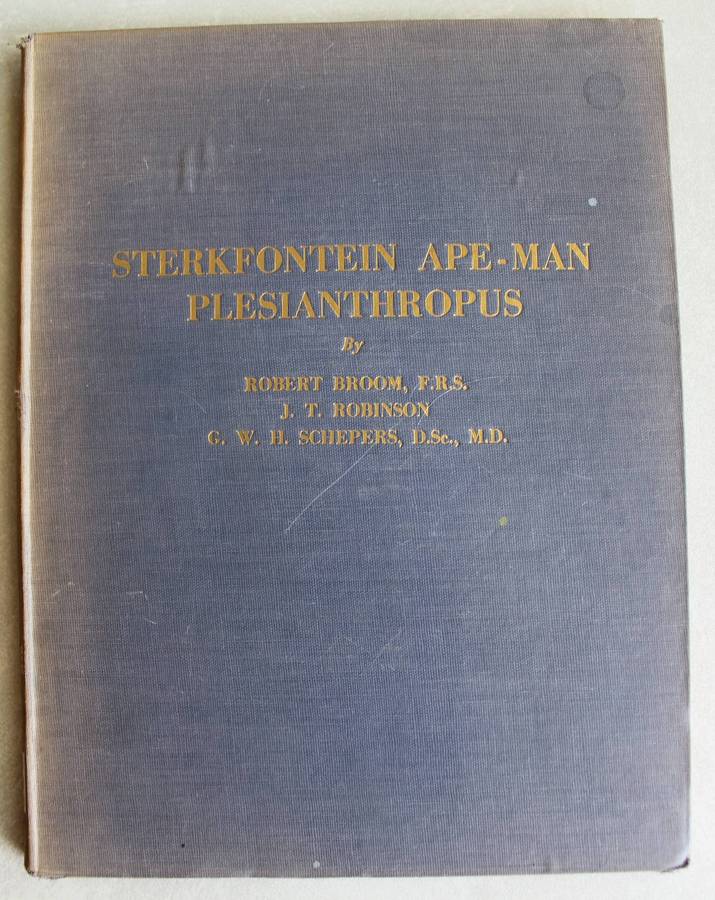 STERKFONTEIN APE-MAN
PLESIANTHROPUS
By
ROBERT BROOM, F.R.S.
J. T. ROBINSON
G. W. H. SCHEPERS, D.Sc., M.D.